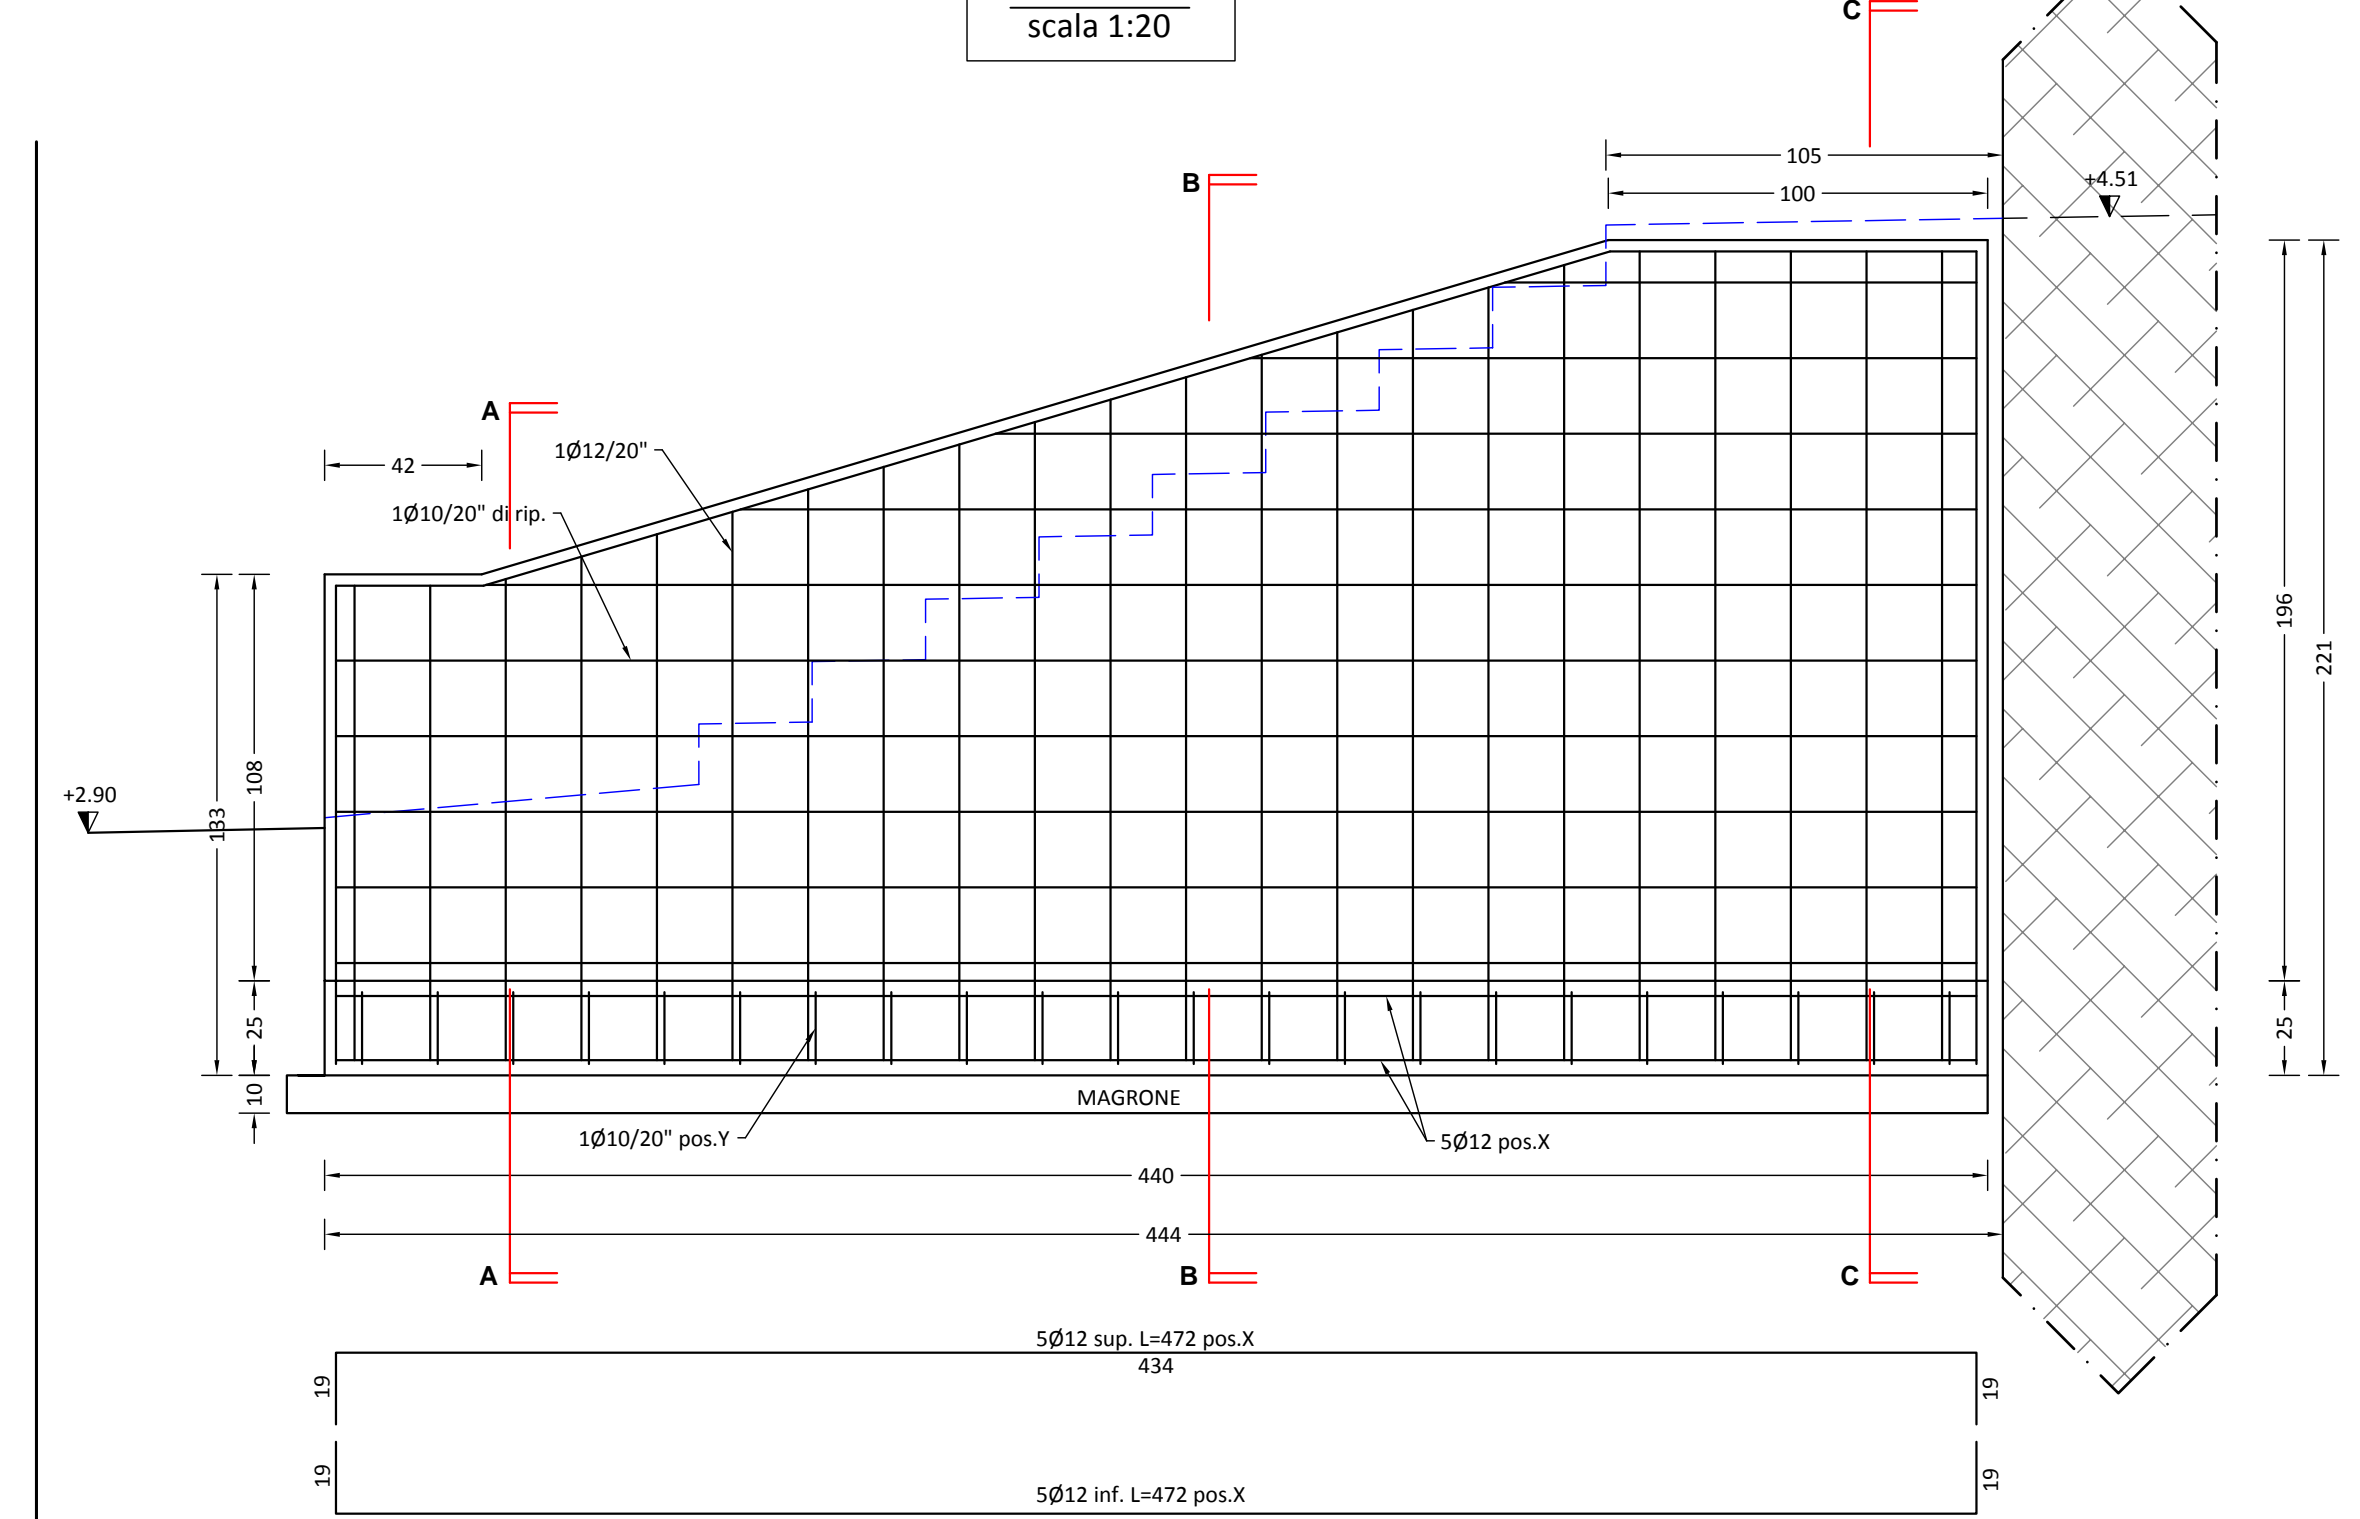 scala 1:20
C
105
100
+4.51
B
A
1Ø12/20"
42
1Ø10/20" di rip.
196
221
108
133
+2.90
25
25
10
MAGRONE
1Ø10/20" pos.Y
5Ø12 pos.X
440
444
A
B
C
5Ø12 sup. L=472 pos.X
434
19
19
19
19
5Ø12 inf. L=472 pos.X